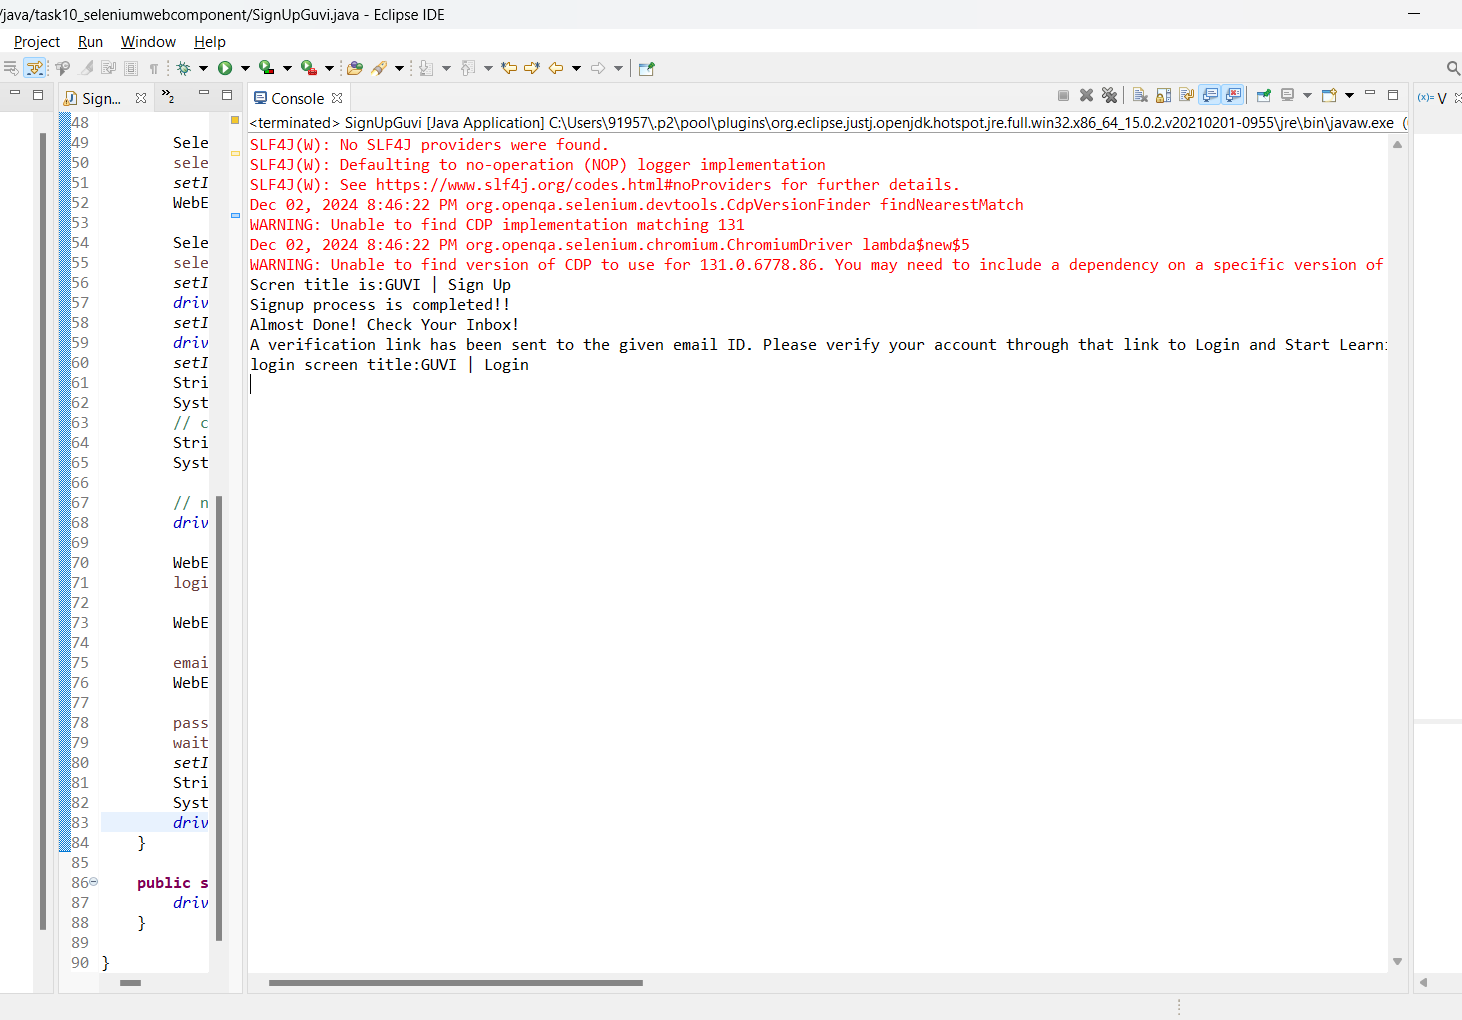 /java/task10_seleniumwebcomponent/SignUpGuvi.java - Eclipse IDE
Project Run Window Help
Sign...
2
Console
(x)= V
<terminated> SignUpGuvi [Java Application] C:\Users\91957\.p2\pool\plugins\org.eclipse.justj.openjdk.hotspot.jre.full.win32.x86_64_15.0.2.v20210201-0955\jre\bin\javaw.exe (
SLF4J(W): No SLF4J providers were found.
SLF4J(W): Defaulting to no-operation (NOP) logger implementation
SLF4J(W): See https://www.slf4j.org/codes.html#noProviders for further details.
Dec 02, 2024 8:46:22 PM org.openqa.selenium.devtools.CdpVersionFinder findNearestMatch
WARNING: Unable to find CDP implementation matching 131
Dec 02, 2024 8:46:22 PM org.openqa.selenium.chromium.ChromiumDriver lambda$new$5
WARNING: Unable to find version of CDP to use for 131.0.6778.86. You may need to include a dependency on a specific version of
Scren title is:GUVI | Sign Up
Signup process is completed!!
Almost Done! Check Your Inbox!
A verification link has been sent to the given email ID. Please verify your account through that link to Login and Start Learni
login screen title:GUVI | Login
48
49 Sele
50 sele
51 setI
52 WebE
53
54 Sele
55 sele
56 setI
57 driv
58 setI
59 driv
60 setI
61 Stri
62 Syst
63 // c
64 Stri
65 Syst
66
67 // n
68 driv
69
70 WebE
71 logi
72
73 WebE
74
75 emai
76 WebE
77
78 pass
79 wait
80 setI
81 Stri
82 Syst
83 driv
84 }
85
86 public s
87 driv
88 }
89
90 }